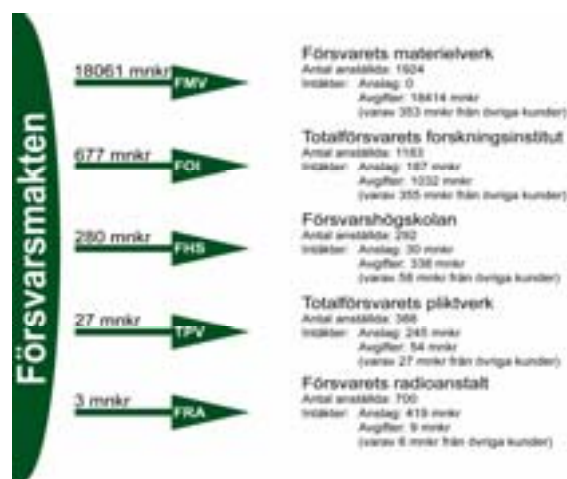 Försvarsmakten
18061 mnkr
FMV
Försvarets materielverk
Antal anställda: 1924
Intäkter: Anslag: 0
Avgifter: 18414 mnkr
(varav 353 mnkr från övriga kunder)
677 mnkr
FOI
Totalförsvarets forskningsinstitut
Antal anställda: 1163
Intäkter: Anslag: 187 mnkr
Avgifter: 1032 mnkr
(varav 355 mnkr från övriga kunder)
280 mnkr
FHS
Försvarshögskolan
Antal anställda: 292
Intäkter: Anslag: 30 mnkr
Avgifter: 338 mnkr
(varav 58 mnkr från övriga kunder)
27 mnkr
TPV
Totalförsvarets pliktverk
Antal anställda: 366
Intäkter: Anslag: 245 mnkr
Avgifter: 54 mnkr
(varav 27 mnkr från övriga kunder)
3 mnkr
FRA
Försvarets radioanstalt
Antal anställda: 700
Intäkter: Anslag: 419 mnkr
Avgifter: 9 mnkr
(varav 6 mnkr från övriga kunder)